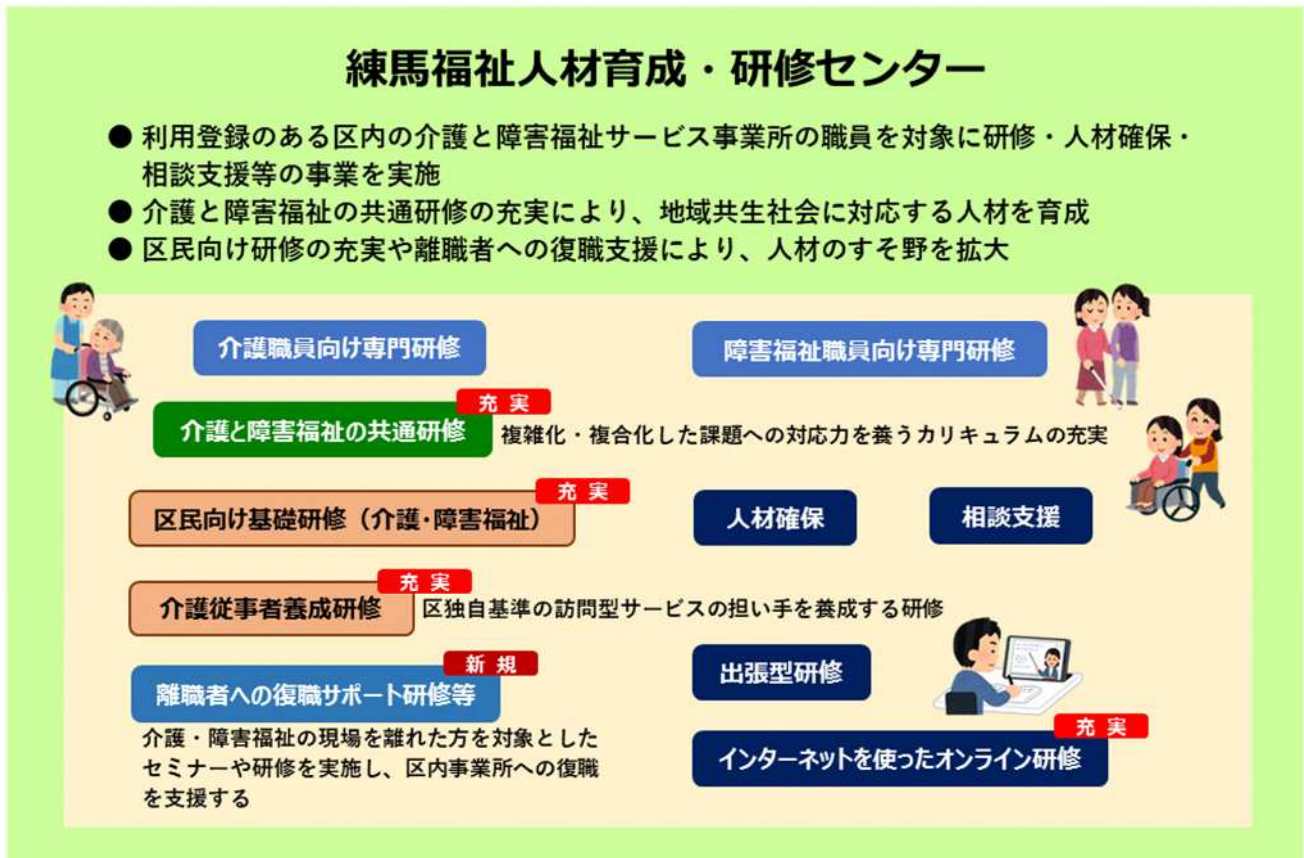 練馬福祉人材育成・研修センター
● 利用登録のある区内の介護と障害福祉サービス事業所の職員を対象に研修・人材確保・
相談支援等の事業を実施
● 介護と障害福祉の共通研修の充実により、地域共生社会に対応する人材を育成
● 区民向け研修の充実や離職者への復職支援により、人材のすそ野を拡大
介護職員向け専門研修
障害福祉職員向け専門研修
充 実
介護と障害福祉の共通研修
複雑化・複合化した課題への対応力を養うカリキュラムの充実
充 実
区民向け基礎研修（介護・障害福祉）
人材確保
相談支援
充 実
介護従事者養成研修
区独自基準の訪問型サービスの担い手を養成する研修
新 規
離職者への復職サポート研修等
介護・障害福祉の現場を離れた方を対象とした
セミナーや研修を実施し、区内事業所への復職
を支援する
出張型研修
充 実
インターネットを使ったオンライン研修